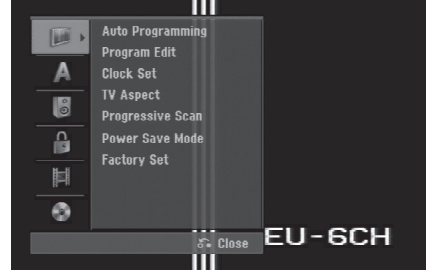 Auto Programming
Program Edit
Clock Set
TV Aspect
Progressive Scan
Power Save Mode
Factory Set
A
Close
EU-6CH